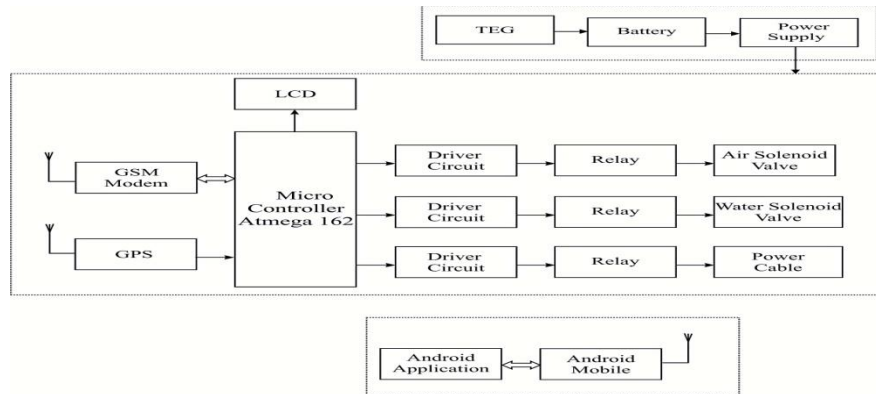 TEG
Battery
Power
Supply
LCD
GSM
Modem
Micro
Controller
Atmega 162
GPS
Driver
Circuit
Relay
Air Solenoid
Valve
Driver
Circuit
Relay
Water Solenoid
Valve
Driver
Circuit
Relay
Power
Cable
Android
Application
Android
Mobile